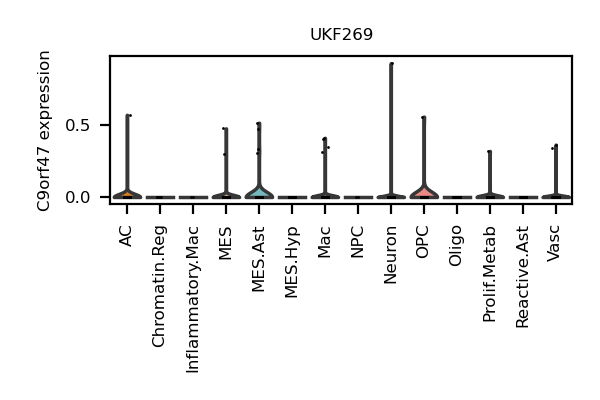 UKF269
C9orf47 expression
0.5
0.0
AC
Chromatin.Reg
Inflammatory.Mac
MES
MES.Ast
MES.Hyp
Mac
NPC
Neuron
OPC
Oligo
Prolif.Metab
Reactive.Ast
Vasc